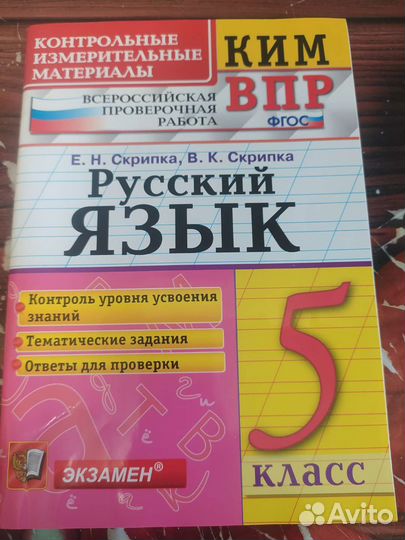 КОНТРОЛЬНЫЕ
ИЗМЕРИТЕЛЬНЫЕ
МАТЕРИАЛЫ
КИМ
ВСЕРОССИЙСКАЯ
ПРОВЕРОЧНАЯ
РАБОТА
ВПР
ФГОС
Е. Н. Скрипка, В. К. Скрипка
Русский
ЯЗЫК
Контроль уровня усвоения
знаний
Тематические задания
Ответы для проверки
5
класс
ЭКЗАМЕН®
Avito